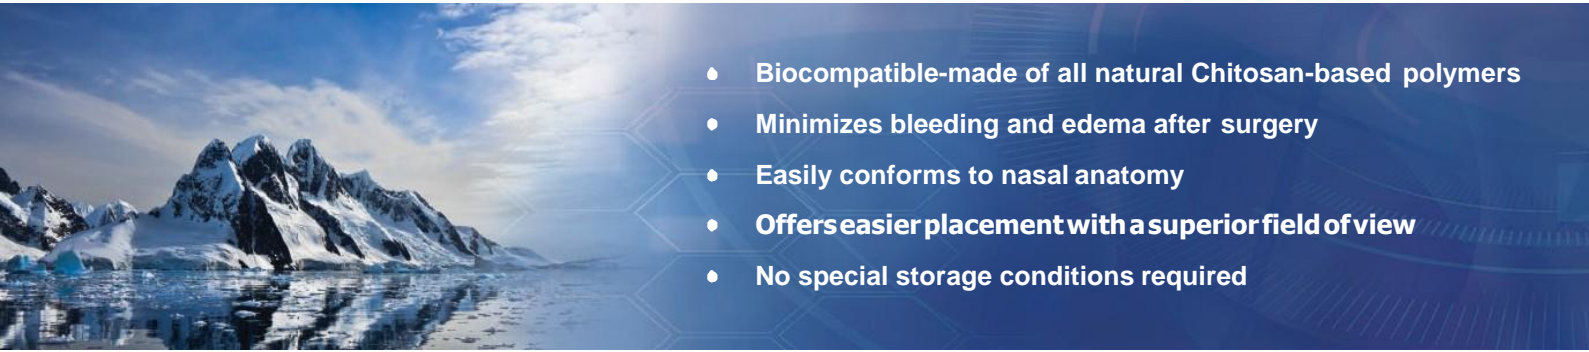 Biocompatible-made of all natural Chitosan-based polymers
Minimizes bleeding and edema after surgery
Easily conforms to nasal anatomy
Offers easier placement with a superior field of view
No special storage conditions required